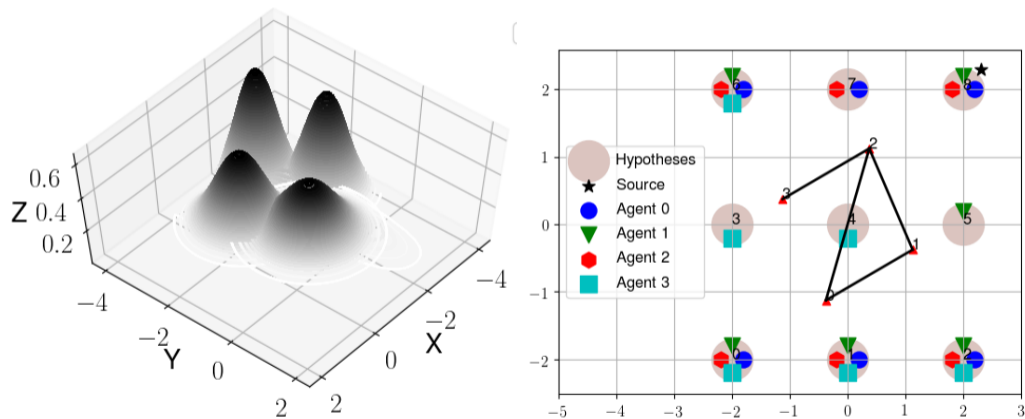 0.6
Z 0.4
0.2
−4
−2
Y
0
2
−4
−2
X
0
2
2
1
0
−1
−2
−5 −4 −3 −2 −1 0 1 2 3
6 7 8
2
3
3 4 5
1
0
0 1 2
Hypotheses
Source
Agent 0
Agent 1
Agent 2
Agent 3